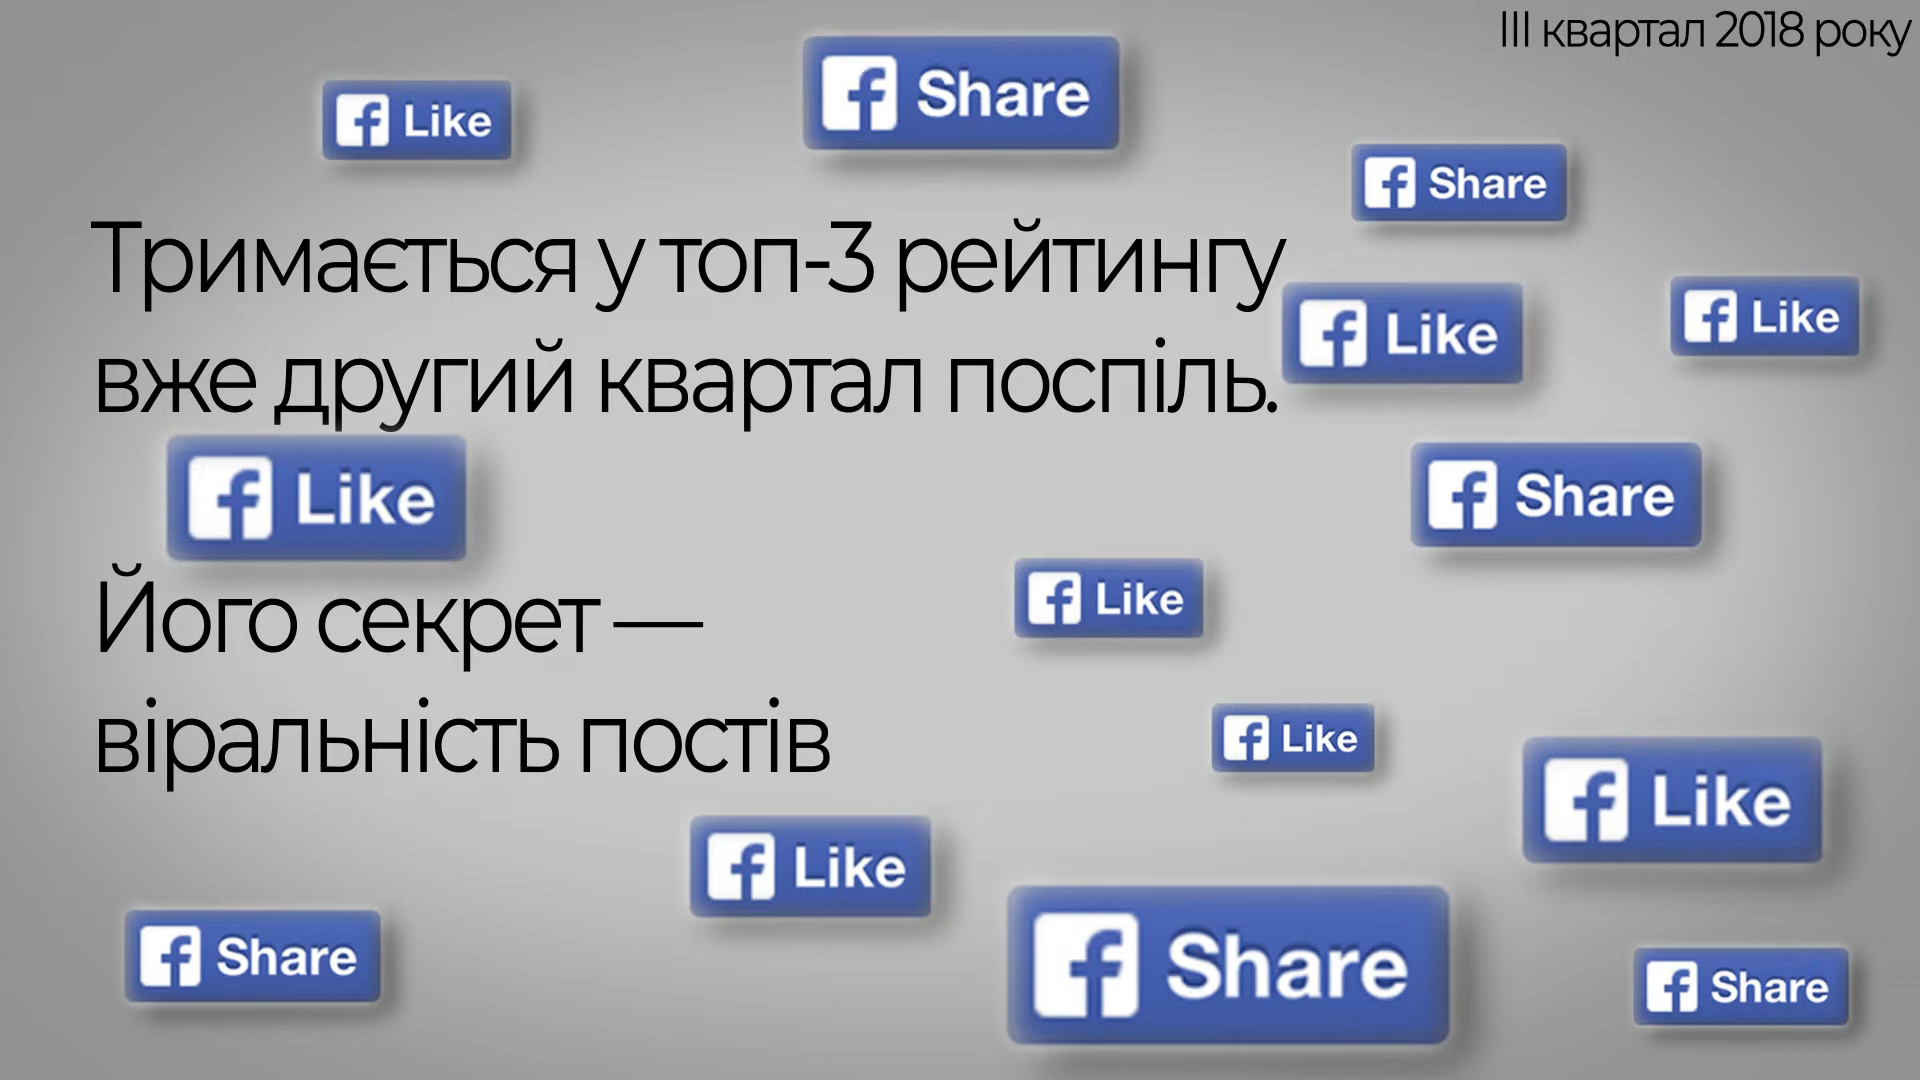 III квартал 2018 року
Like
Share
Share
Тримається у топ-3 рейтингу
Like
Like
вже другий квартал поспіль.
Like
Share
Його секрет —
Like
віральність постів
Like
Like
Like
Share
Share
Share